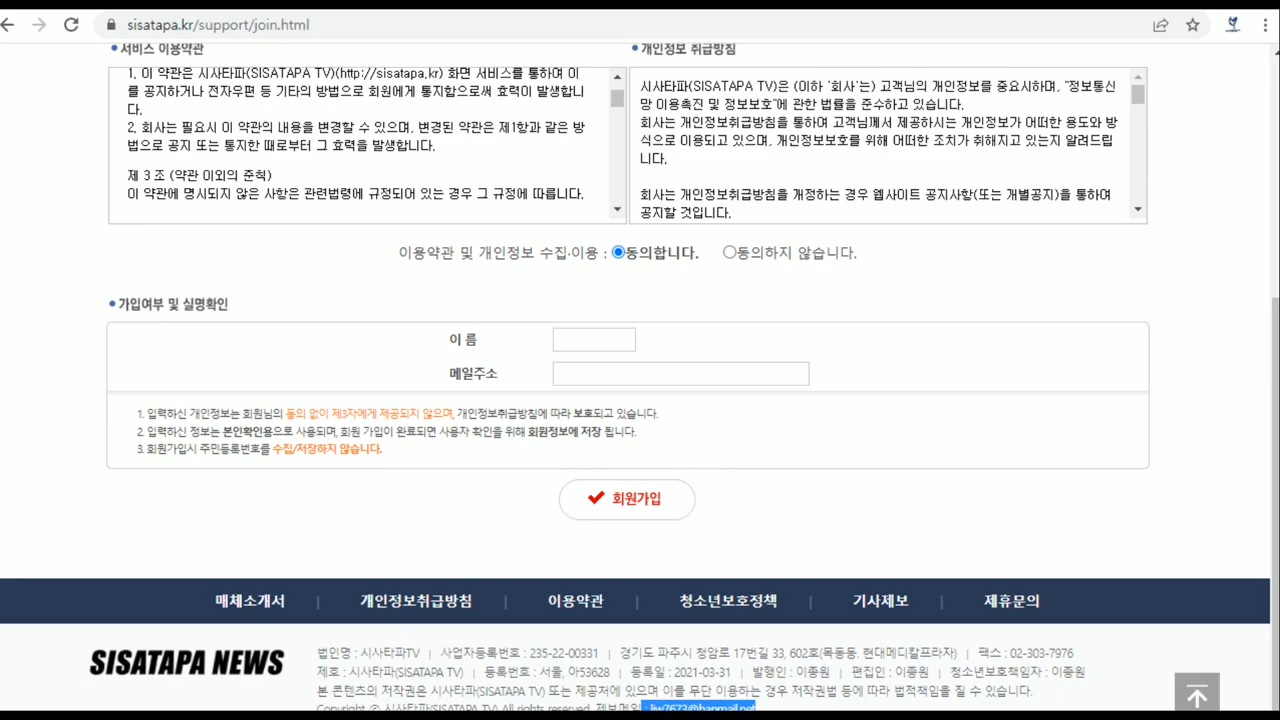 sisatapa.kr/support/join.html
서비스 이용약관
개인정보 취급방침
1. 이 약관은 시사타파(SISATAPA TV)(http://sisatapa.kr) 화면 서비스를 통하여 이
를 공지하거나 전자우편 등 기타의 방법으로 회원에게 통지함으로써 효력이 발생합니
다.
2. 회사는 필요시 이 약관의 내용을 변경할 수 있으며, 변경된 약관은 제1항과 같은 방
법으로 공지 또는 통지한 때로부터 그 효력을 발생합니다.
제 3 조 (약관 이외의 준칙)
이 약관에 명시되지 않은 사항은 관련법령에 규정되어 있는 경우 그 규정에 따릅니다.
시사타파(SISATAPA TV)은 (이하 '회사'는) 고객님의 개인정보를 중요시하며, "정보통신
망 이용촉진 및 정보보호"에 관한 법률을 준수하고 있습니다.
회사는 개인정보취급방침을 통하여 고객님께서 제공하시는 개인정보가 어떠한 용도와 방
식으로 이용되고 있으며, 개인정보보호를 위해 어떠한 조치가 취해지고 있는지 알려드립
니다.
회사는 개인정보취급방침을 개정하는 경우 웹사이트 공지사항(또는 개별공지)을 통하여
공지할 것입니다.
이용약관 및 개인정보 수집·이용 : 동의합니다. 동의하지 않습니다.
가입여부 및 실명확인
이 름
메일주소
1. 입력하신 개인정보는 회원님의 동의 없이 제3자에게 제공되지 않으며, 개인정보취급방침에 따라 보호되고 있습니다.
2. 입력하신 정보는 본인확인용으로 사용되며, 회원 가입이 완료되면 사용자 확인을 위해 회원정보에 저장 됩니다.
3. 회원가입시 주민등록번호를 수집/저장하지 않습니다.
회원가입
매체소개서 | 개인정보취급방침 | 이용약관 | 청소년보호정책 | 기사제보 | 제휴문의
SISATAPA NEWS
법인명 : 시사타파TV | 사업자등록번호 : 235-22-00331 | 경기도 파주시 청암로 17번길 33, 602호(목동동. 현대메디칼프라자) | 팩스 : 02-303-7976
제호 : 시사타파(SISATAPA TV) | 등록번호 : 서울, 아53628 | 등록일 : 2021-03-31 | 발행인 : 이종원 | 편집인 : 이종원 | 청소년보호책임자 : 이종원
본 콘텐츠의 저작권은 시사타파(SISATAPA TV) 또는 제공처에 있으며 이를 무단 이용하는 경우 저작권법 등에 따라 법적책임을 질 수 있습니다.
Copyright ⓒ 시사타파(SISATAPA TV) All rights reserved. 제보메일 : ljw7673@hanmail.net